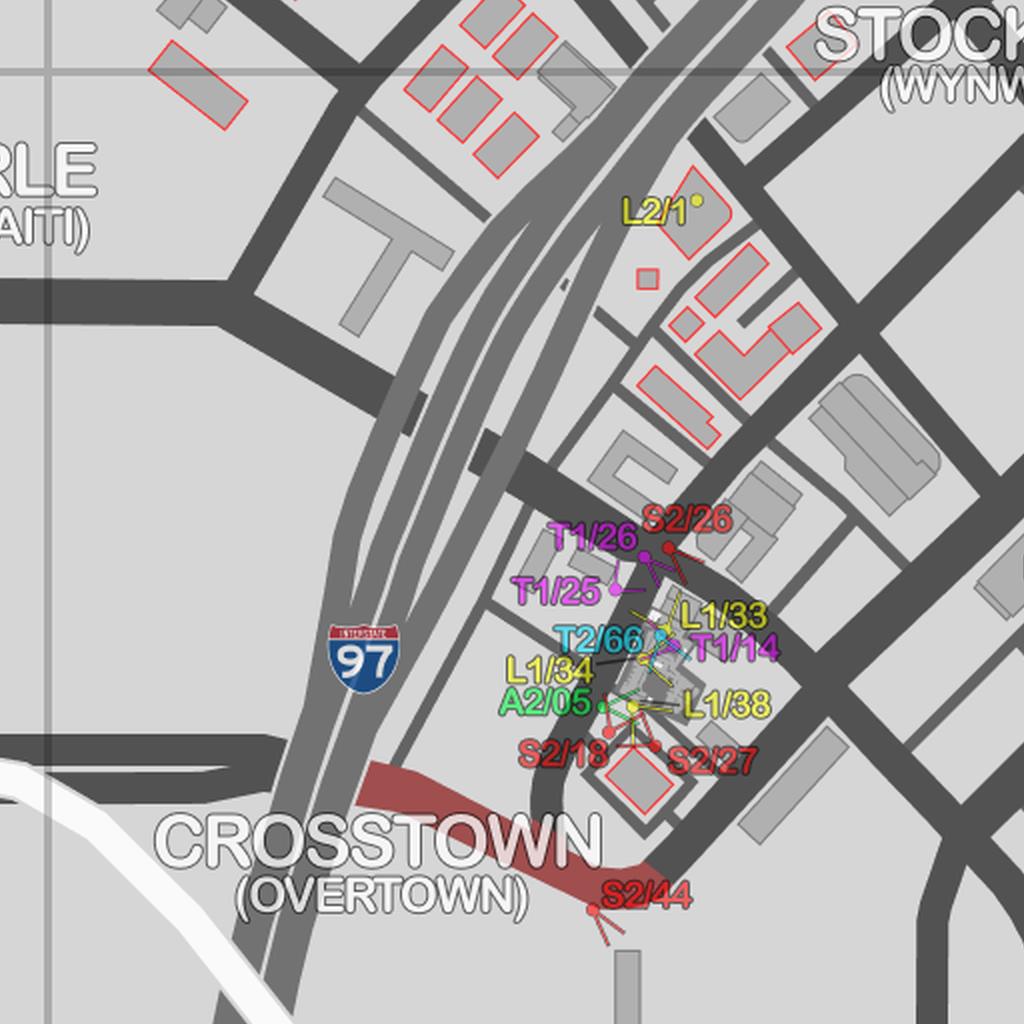 STOCK
(WYNW
RLE
AITI)
L2/1
S2/26
T1/26
T1/25
L1/33
T2/66
T1/14
L1/34
A2/05
L1/38
S2/18
S2/27
INTERSTATE
97
CROSSTOWN
(OVERTOWN)
S2/44